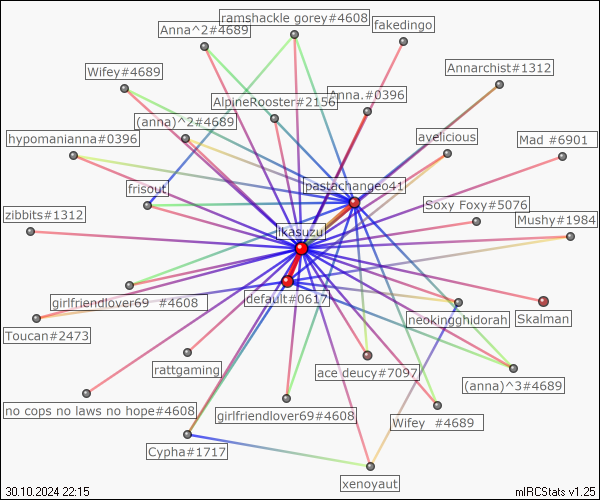 ramshackle gorey#4608
Anna^2#4689
fakedingo
Wifey#4689
Annarchist#1312
AlpineRooster#2156
Anna.#0396
(anna)^2#4689
hypomanianna#0396
avelicious
Mad #6901
frisout
pastachangeo41
zibbits#1312
Soxy Foxy#5076
Mushy#1984
ikasuzu
girlfriendlover69 #4608
default#0617
neokingghidorah
Skalman
Toucan#2473
rattgaming
ace deucy#7097
(anna)^3#4689
no cops no laws no hope#4608
girlfriendlover69#4608
Wifey #4689
Cypha#1717
xenoyaut
30.10.2024 22:15
mIRCStats v1.25